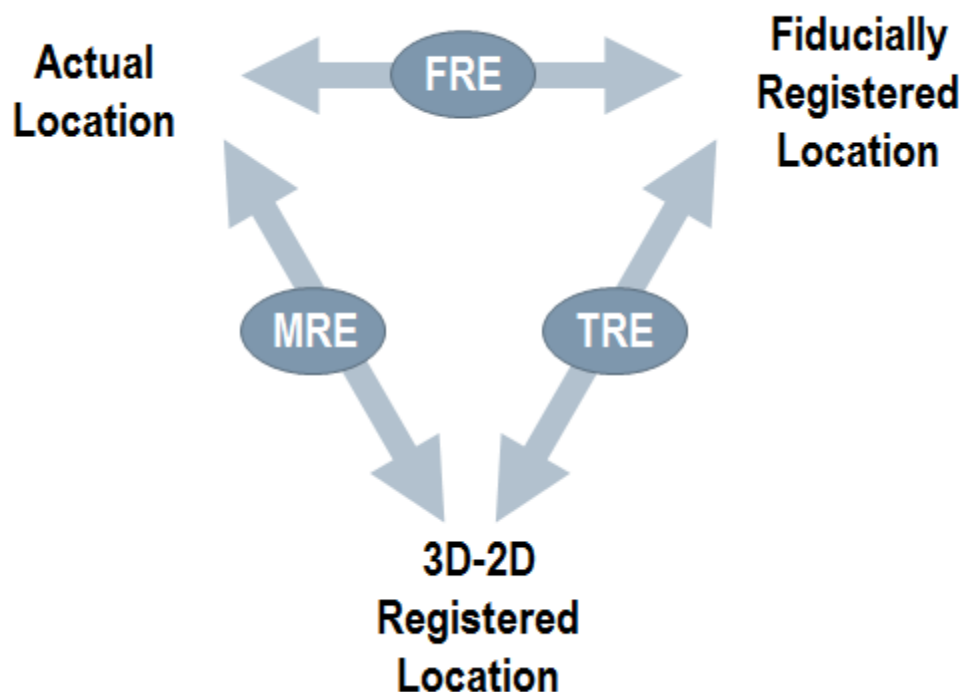 Actual
Location
FRE
Fiducially
Registered
Location
MRE
TRE
3D-2D
Registered
Location